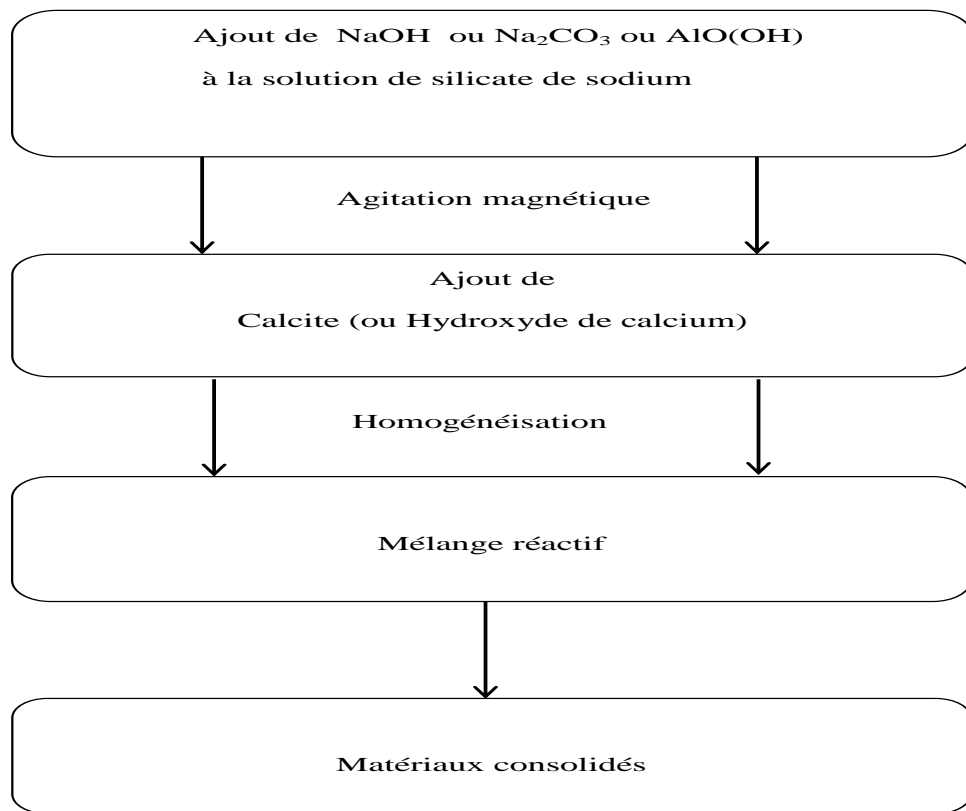 Ajout de NaOH ou Na₂CO₃ ou AlO(OH)
à la solution de silicate de sodium
Agitation magnétique
Ajout de
Calcite (ou Hydroxyde de calcium)
Homogénéisation
Mélange réactif
Matériaux consolidés